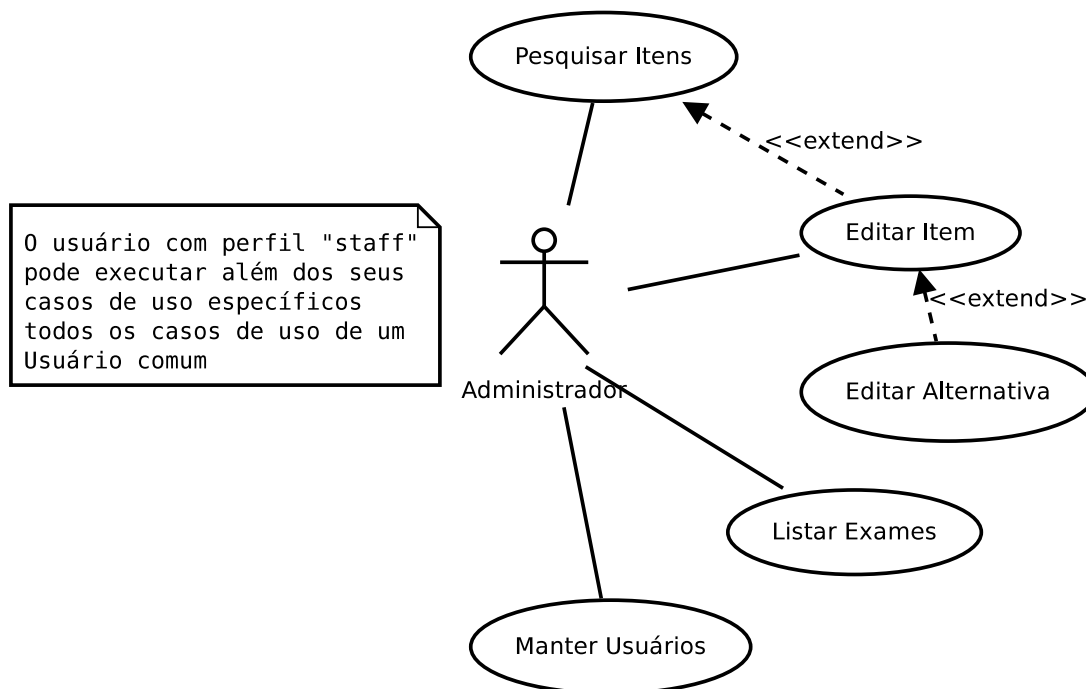 Pesquisar Itens
<<extend>>
O usuário com perfil "staff"
pode executar além dos seus
casos de uso específicos
todos os casos de uso de um
Usuário comum
Editar Item
<<extend>>
Administrador
Editar Alternativa
Listar Exames
Manter Usuários